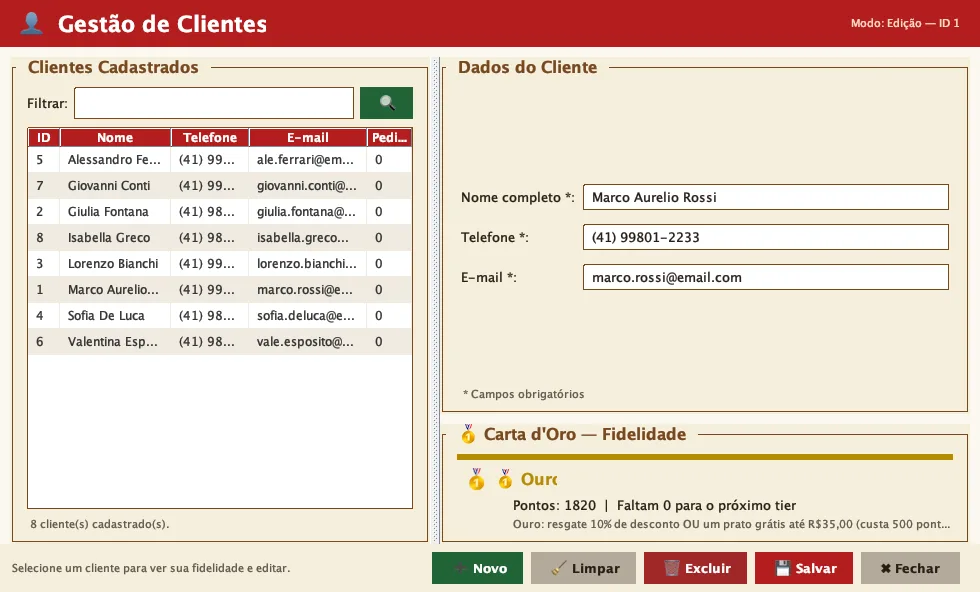 Gestão de Clientes
Modo: Edição — ID 1
Clientes Cadastrados
Filtrar:
ID Nome Telefone E-mail Pedi...
5 Alessandro Fe... (41) 99... ale.ferrari@em... 0
7 Giovanni Conti (41) 99... giovanni.conti@... 0
2 Giulia Fontana (41) 98... giulia.fontana@... 0
8 Isabella Greco (41) 98... isabella.greco... 0
3 Lorenzo Bianchi (41) 99... lorenzo.bianchi... 0
1 Marco Aurelio... (41) 99... marco.rossi@e... 0
4 Sofia De Luca (41) 98... sofia.deluca@e... 0
6 Valentina Esp... (41) 98... vale.esposito@... 0
8 cliente(s) cadastrado(s).
Dados do Cliente
Nome completo *: Marco Aurelio Rossi
Telefone *: (41) 99801-2233
E-mail *: marco.rossi@email.com
* Campos obrigatórios
Carta d'Oro — Fidelidade
Ouro
Pontos: 1820 | Faltam 0 para o próximo tier
Ouro: resgate 10% de desconto OU um prato grátis até R$35,00 (custa 500 pont...
Selecione um cliente para ver sua fidelidade e editar.
Novo
Limpar
Excluir
Salvar
✖ Fechar